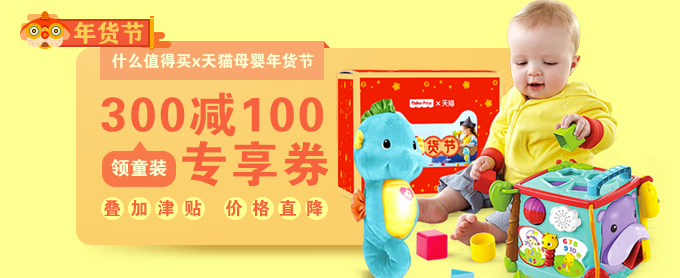 年货节
什么值得买x天猫母婴年货节
300减100
领童装
专享券
叠加津贴 价格直降
Fisher-Price × 天猫
货节